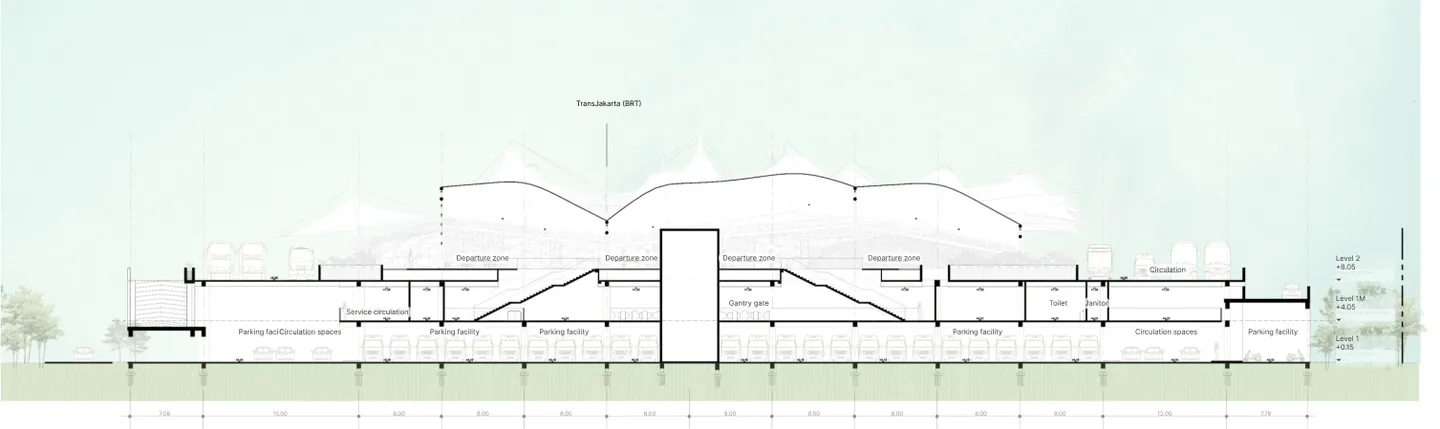 TransJakarta (BRT)
Departure zone
Departure zone
Departure zone
Departure zone
Level 2
+8.05
Circulation
Level 1M
+4.05
Service circulation
Gantry gate
Toilet
Janitor
Parking faci
Circulation spaces
Parking facility
Parking facility
Parking facility
Circulation spaces
Parking facility
Level 1
+0.15
7.08
15.00
8.00
8.00
8.00
8.00
8.00
8.00
8.00
8.00
8.00
12.00
7.78